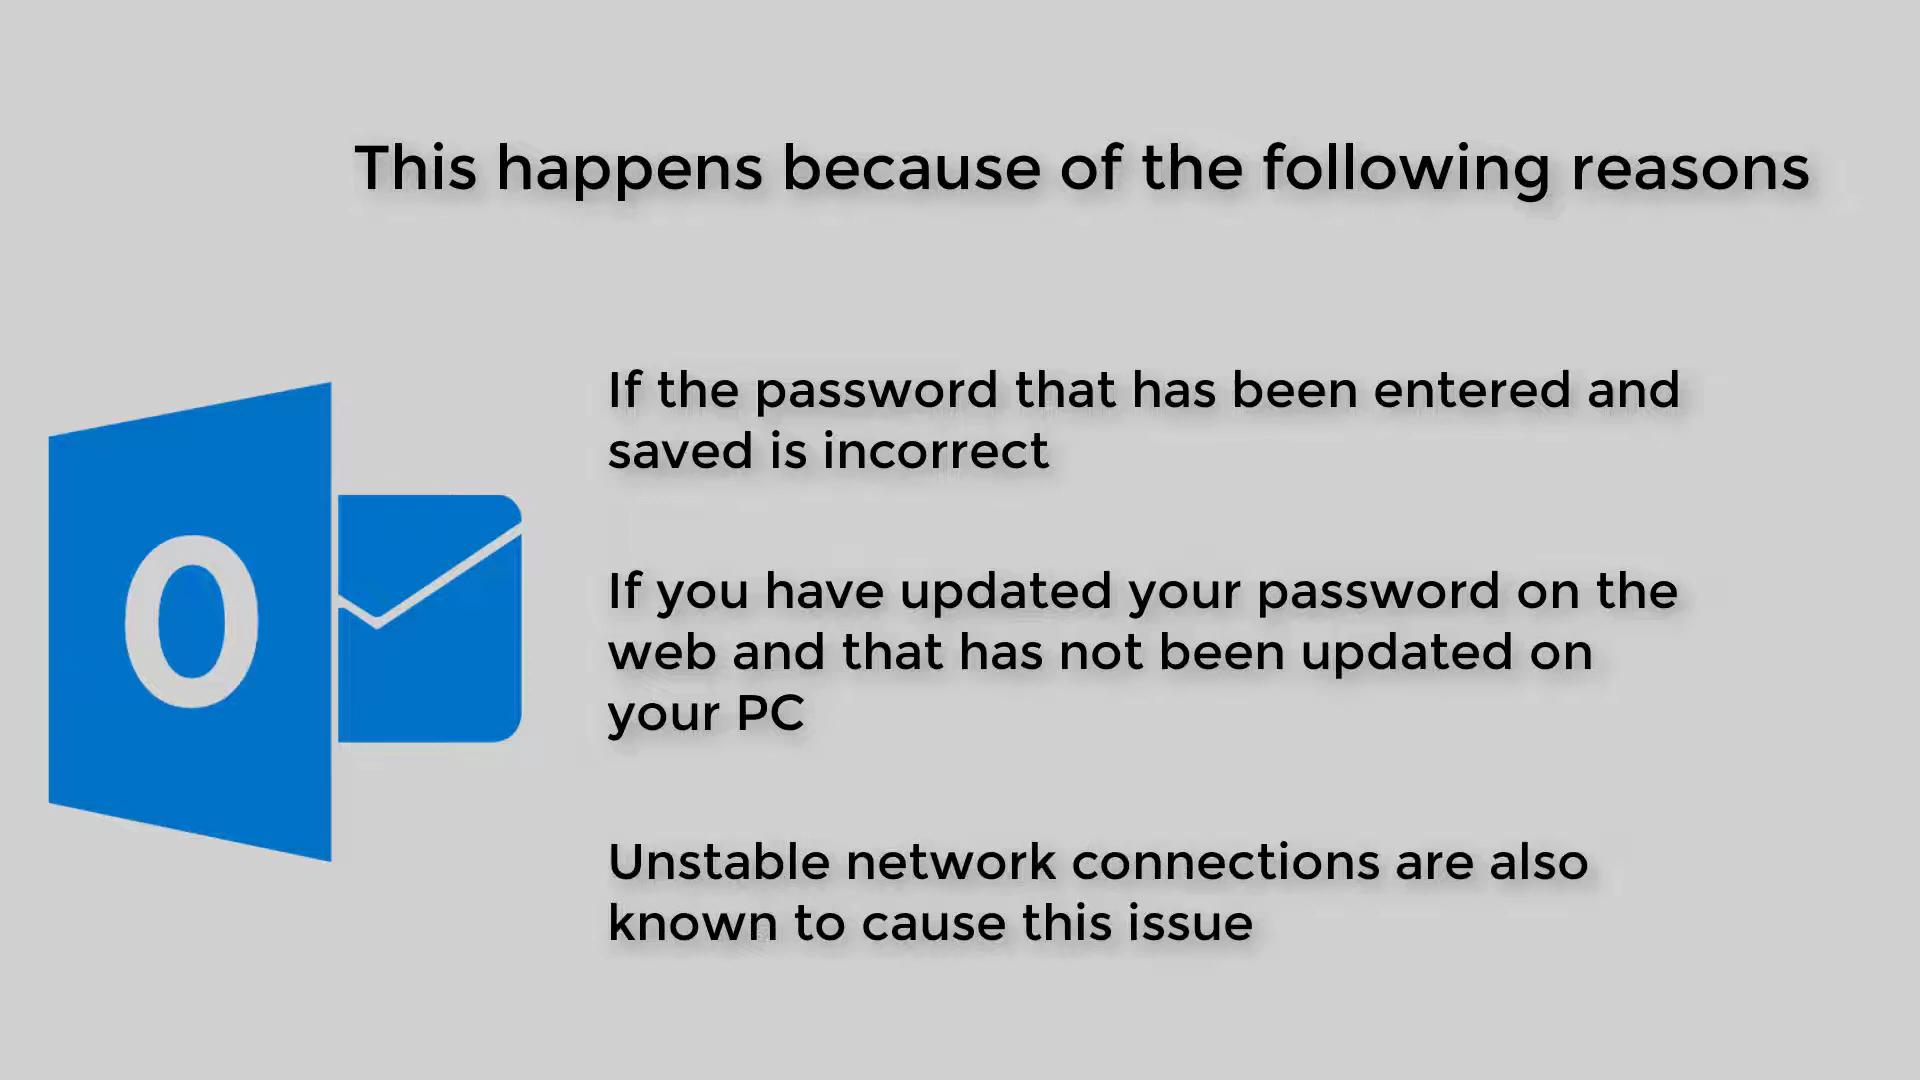 This happens because of the following reasons
If the password that has been entered and
saved is incorrect
O
If you have updated your password on the
web and that has not been updated on
your PC
Unstable network connections are also
known to cause this issue